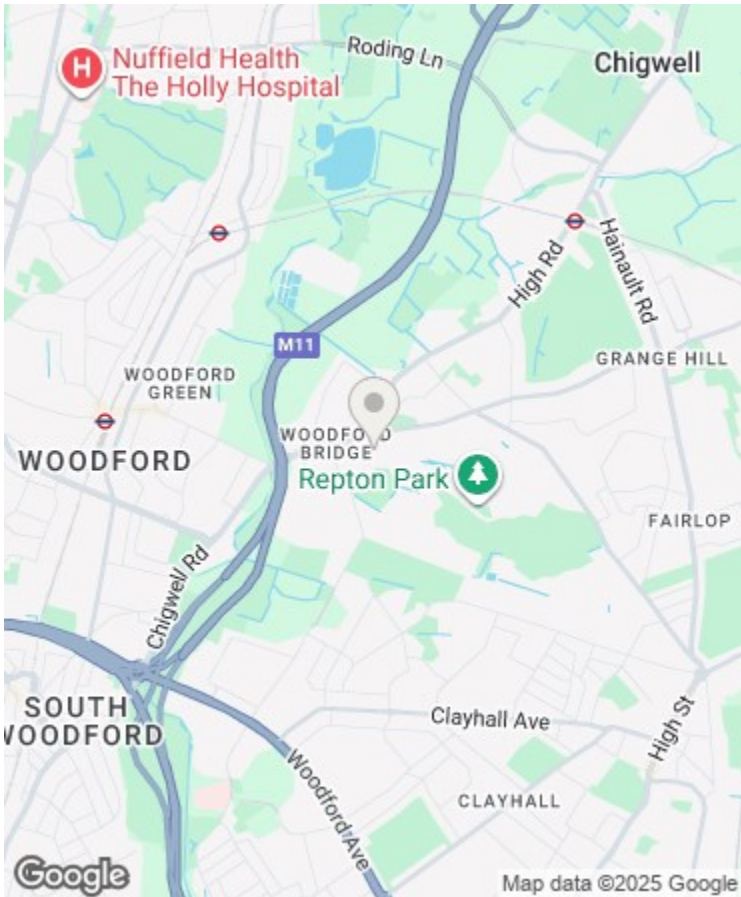 Nuffield Health
The Holly Hospital
H
Roding Ln
Chigwell
High Rd
Hainault Rd
M11
GRANGE HILL
WOODFORD
GREEN
WOODFORD
BRIDGE
WOODFORD
Repton Park
FAIRLOP
Chigwell Rd
SOUTH
WOODFORD
Clayhall Ave
High St
Woodford Ave
CLAYHALL
Google
Map data ©2025 Google